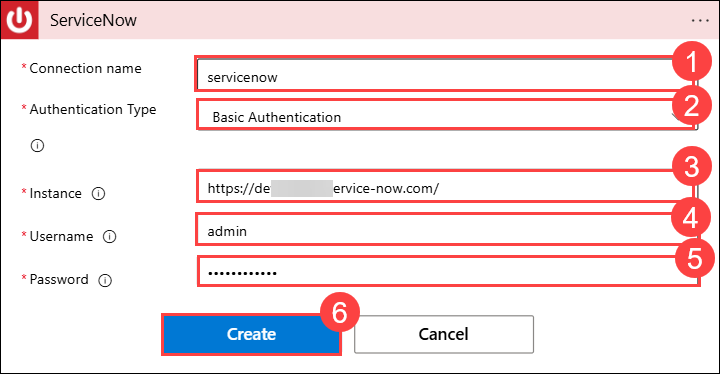 ServiceNow ...
* Connection name servicenow 1
* Authentication Type Basic Authentication 2
* Instance https://de ervice-now.com/ 3
* Username admin 4
* Password •••••••••••• 5
Create 6 Cancel